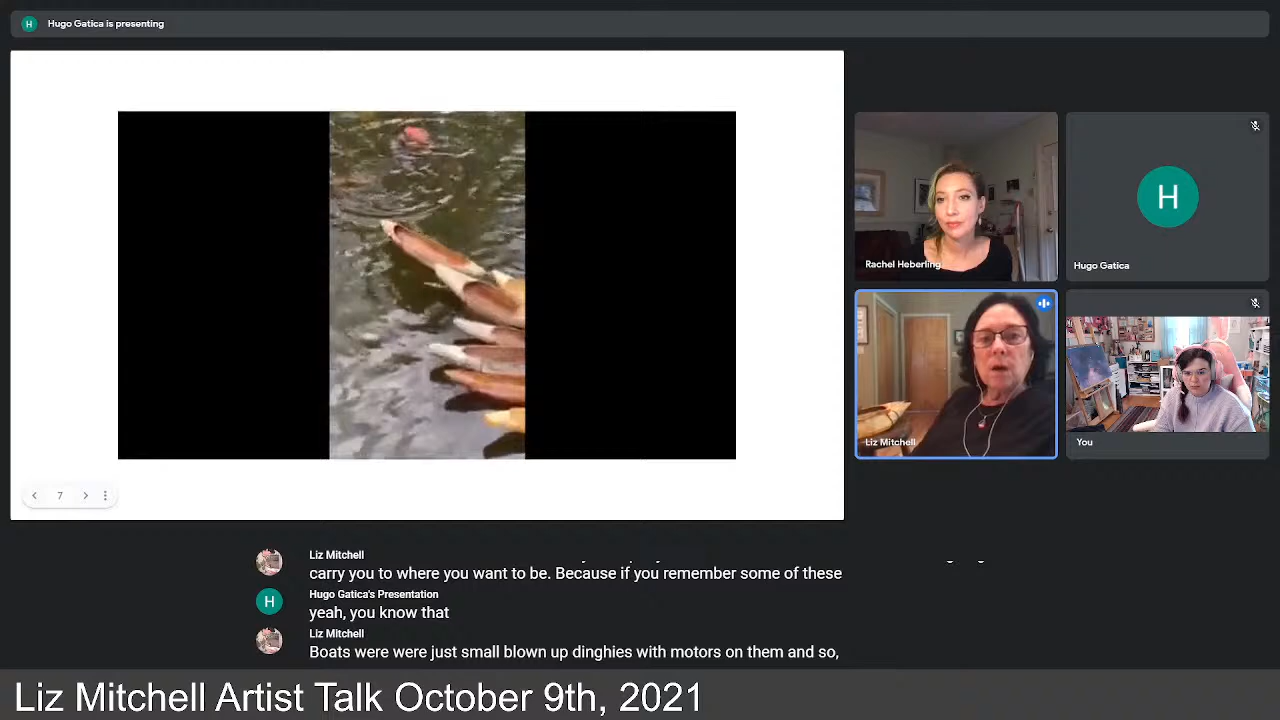 H Hugo Gatica is presenting
Rachel Heberling
H
Hugo Gatica
Liz Mitchell
You
7
Liz Mitchell
carry you to where you want to be. Because if you remember some of these
H Hugo Gatica's Presentation
yeah, you know that
Liz Mitchell
Boats were were just small blown up dinghies with motors on them and so,
Liz Mitchell Artist Talk October 9th, 2021